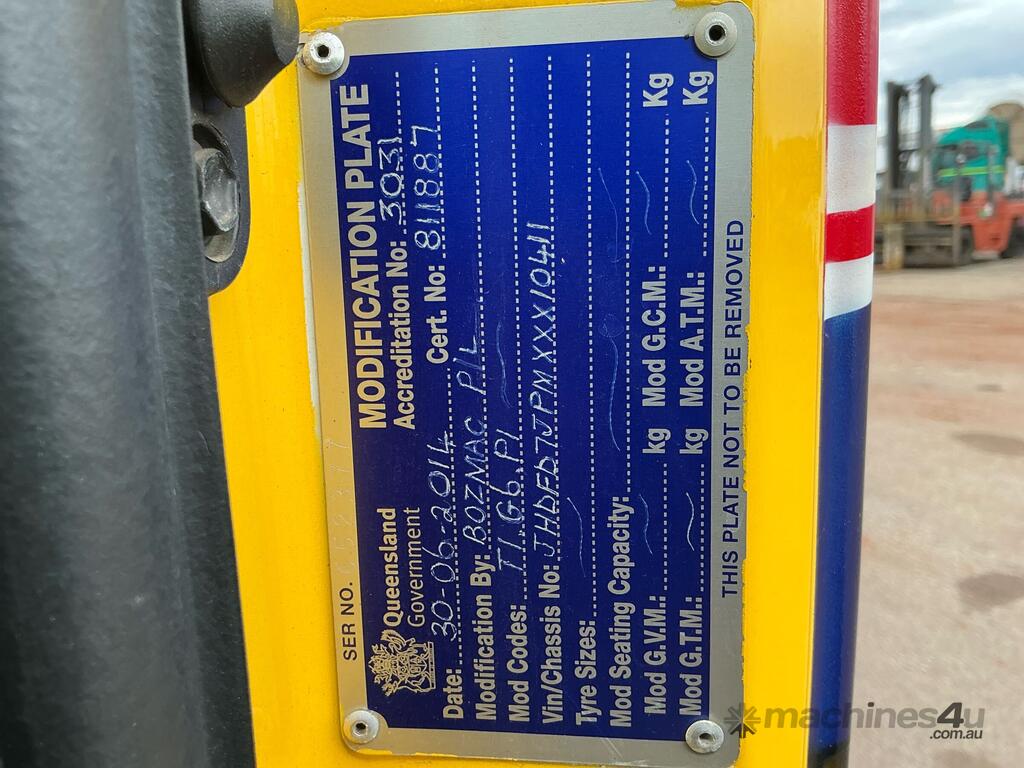 SER NO.
Queensland Government
MODIFICATION PLATE
Accreditation No: 3031
Date: 30-06-2014 Cert. No: 811887
Modification By: BOZMAC P/L
Mod Codes: T1.G6.P1
Vin/Chassis No:
Tyre Sizes:
Mod Seating Capacity:
Mod G.V.M.: kg Mod G.C.M.: Kg
Mod G.T.M.: kg Mod A.T.M.: Kg
THIS PLATE NOT TO BE REMOVED
machines4u
.com.au